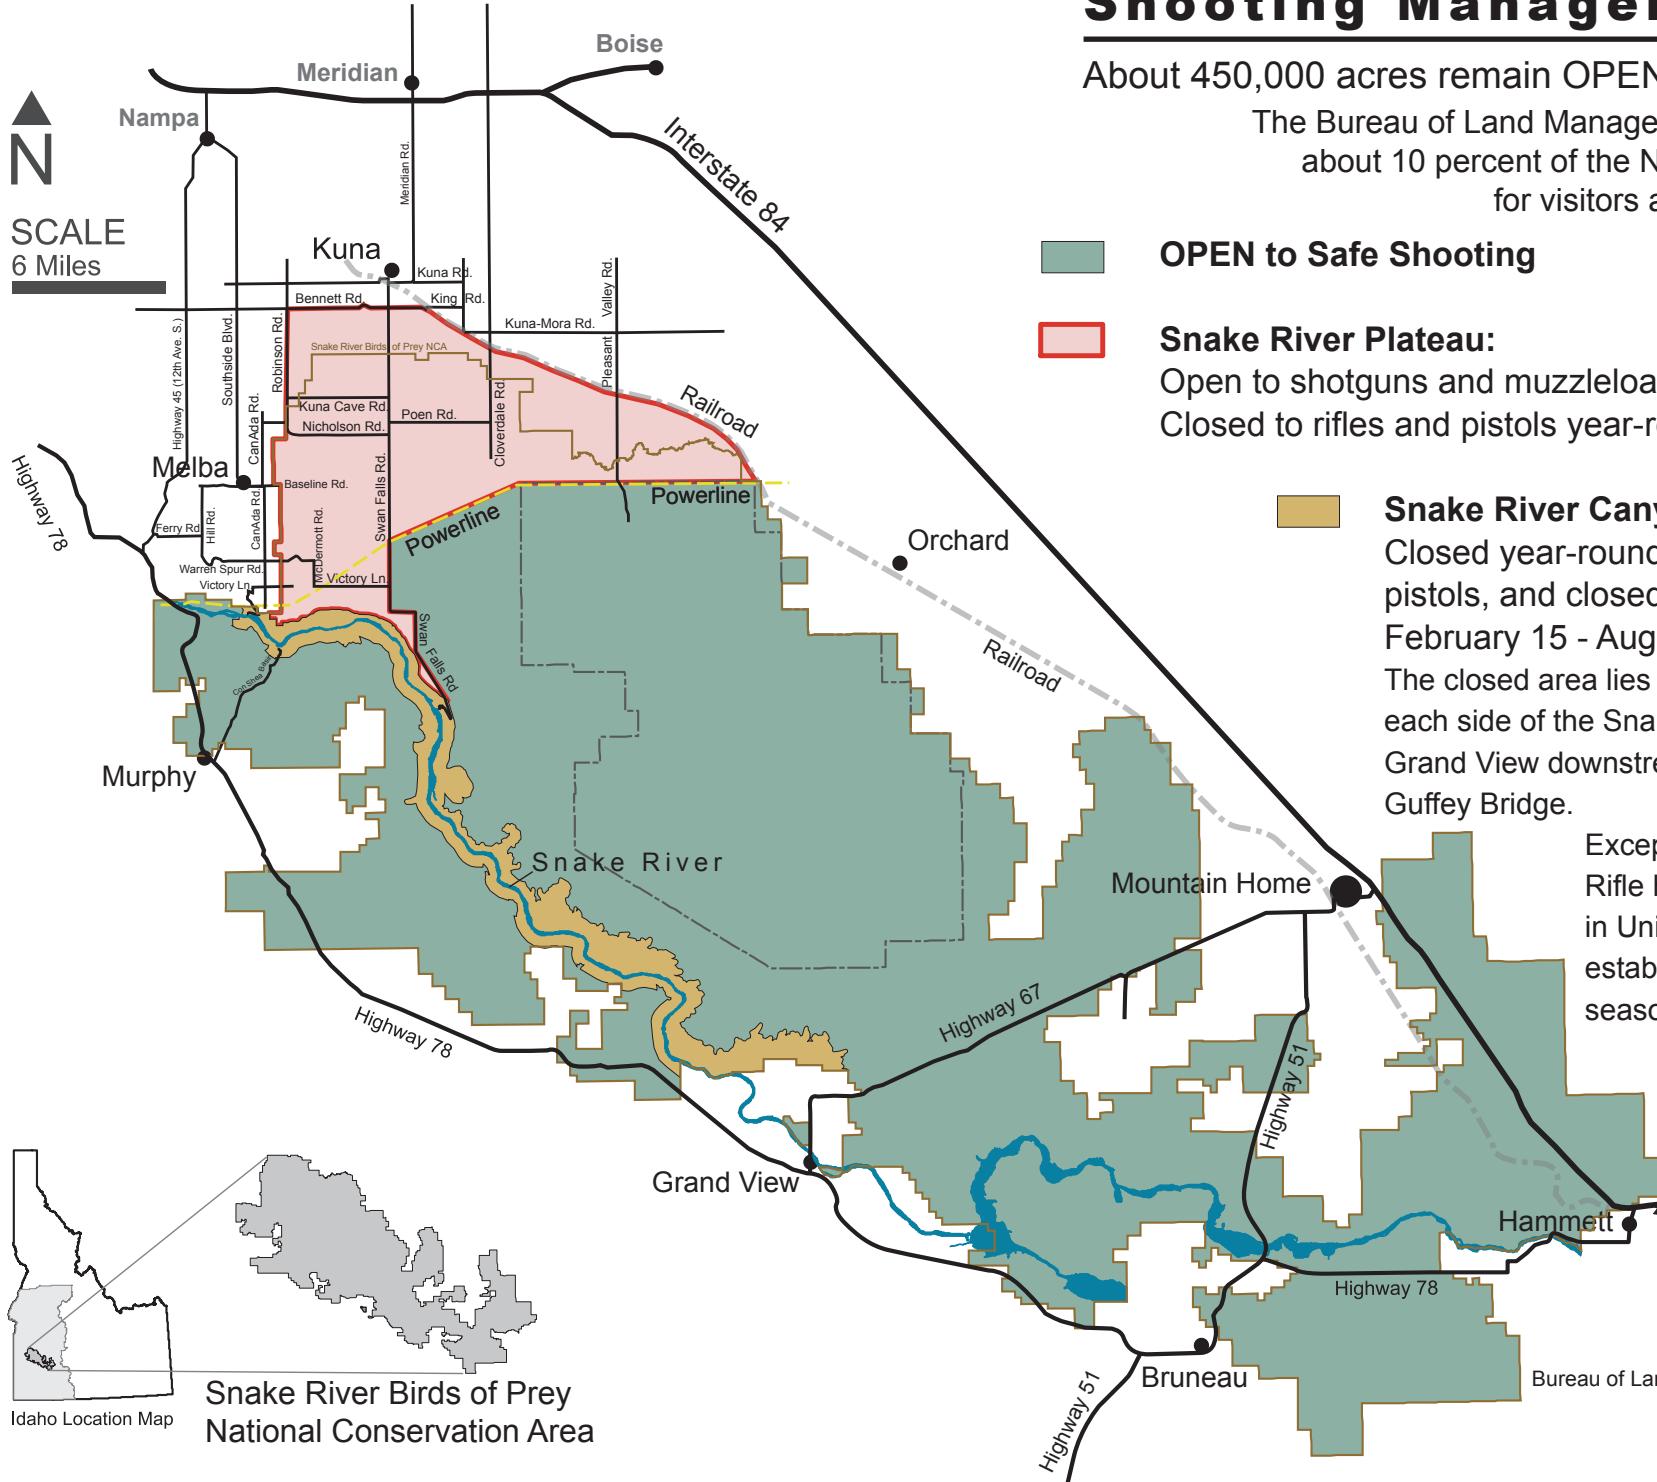 Shooting Manage
About 450,000 acres remain OPEN
The Bureau of Land Manage
about 10 percent of the N
for visitors a
OPEN to Safe Shooting
Snake River Plateau:
Open to shotguns and muzzleloa
Closed to rifles and pistols year-r
Snake River Cany
Closed year-round
pistols, and closed
February 15 - Aug
The closed area lies
each side of the Sna
Grand View downstre
Guffey Bridge.
Excep
Rifle
in Uni
estab
seaso
Boise
Meridian
Nampa
N
SCALE
6 Miles
Interstate 84
Meridian Rd.
Kuna
Kuna Rd.
Bennett Rd.
King Rd.
Kuna-Mora Rd.
Pleasant Valley Rd.
Highway 45 (12th Ave. S.)
Southside Blvd.
Robinson Rd.
Snake River Birds of Prey NCA
CanAda Rd.
Kuna Cave Rd.
Poen Rd.
Nicholson Rd.
Cloverdale Rd.
Railroad
Highway 78
Melba
Baseline Rd.
Swan Falls Rd.
Powerline
Powerline
Ferry Rd.
Hill Rd.
CanAda Rd.
McDermott Rd.
Warren Spur Rd.
Victory Ln.
Victory Ln.
Orchard
Swan Falls Rd
Con Shea Basin
Railroad
Murphy
Snake River
Mountain Home
Highway 67
Highway 78
Highway 51
Grand View
Hammett
Highway 78
Bruneau
Highway 51
Bureau of Lan
Idaho Location Map
Snake River Birds of Prey
National Conservation Area